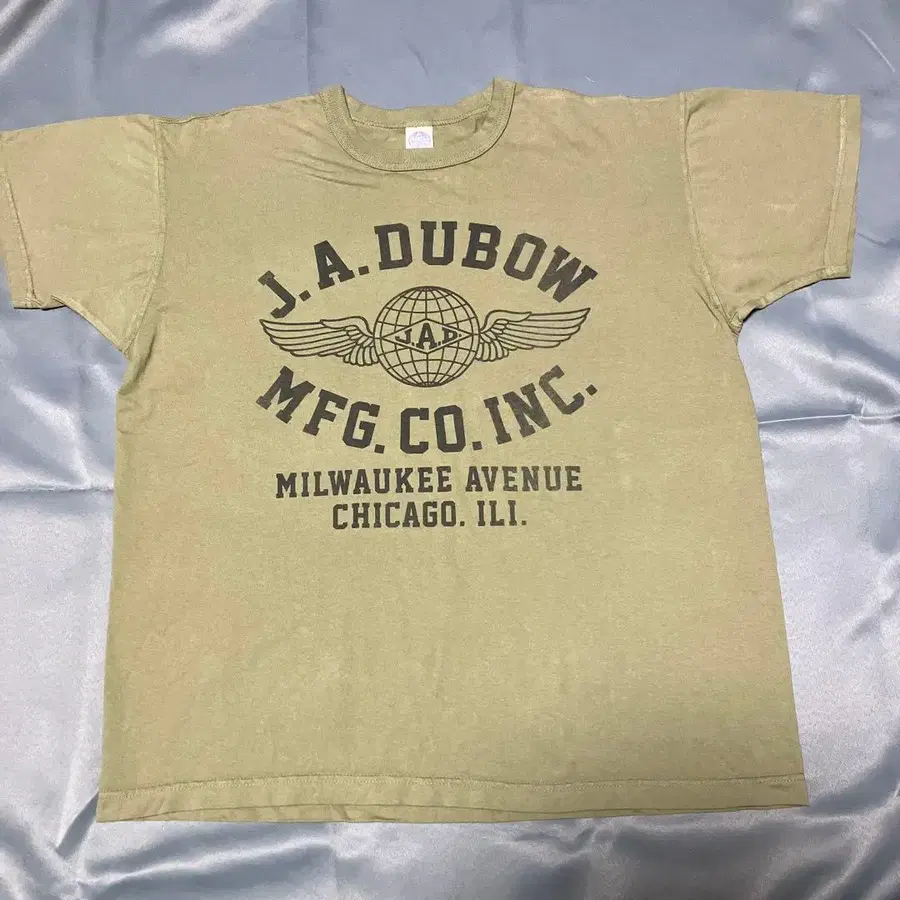 J.A.DUBOW
J.A.D.
MFG.CO.INC.
MILWAUKEE AVENUE
CHICAGO. ILI.